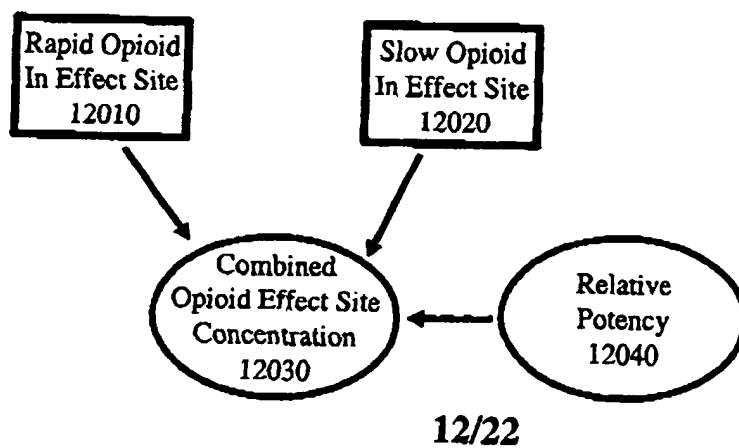 Rapid Opioid
In Effect Site
12010
Slow Opioid
In Effect Site
12020
Combined
Opioid Effect Site
Concentration
12030
Relative
Potency
12040
12/22